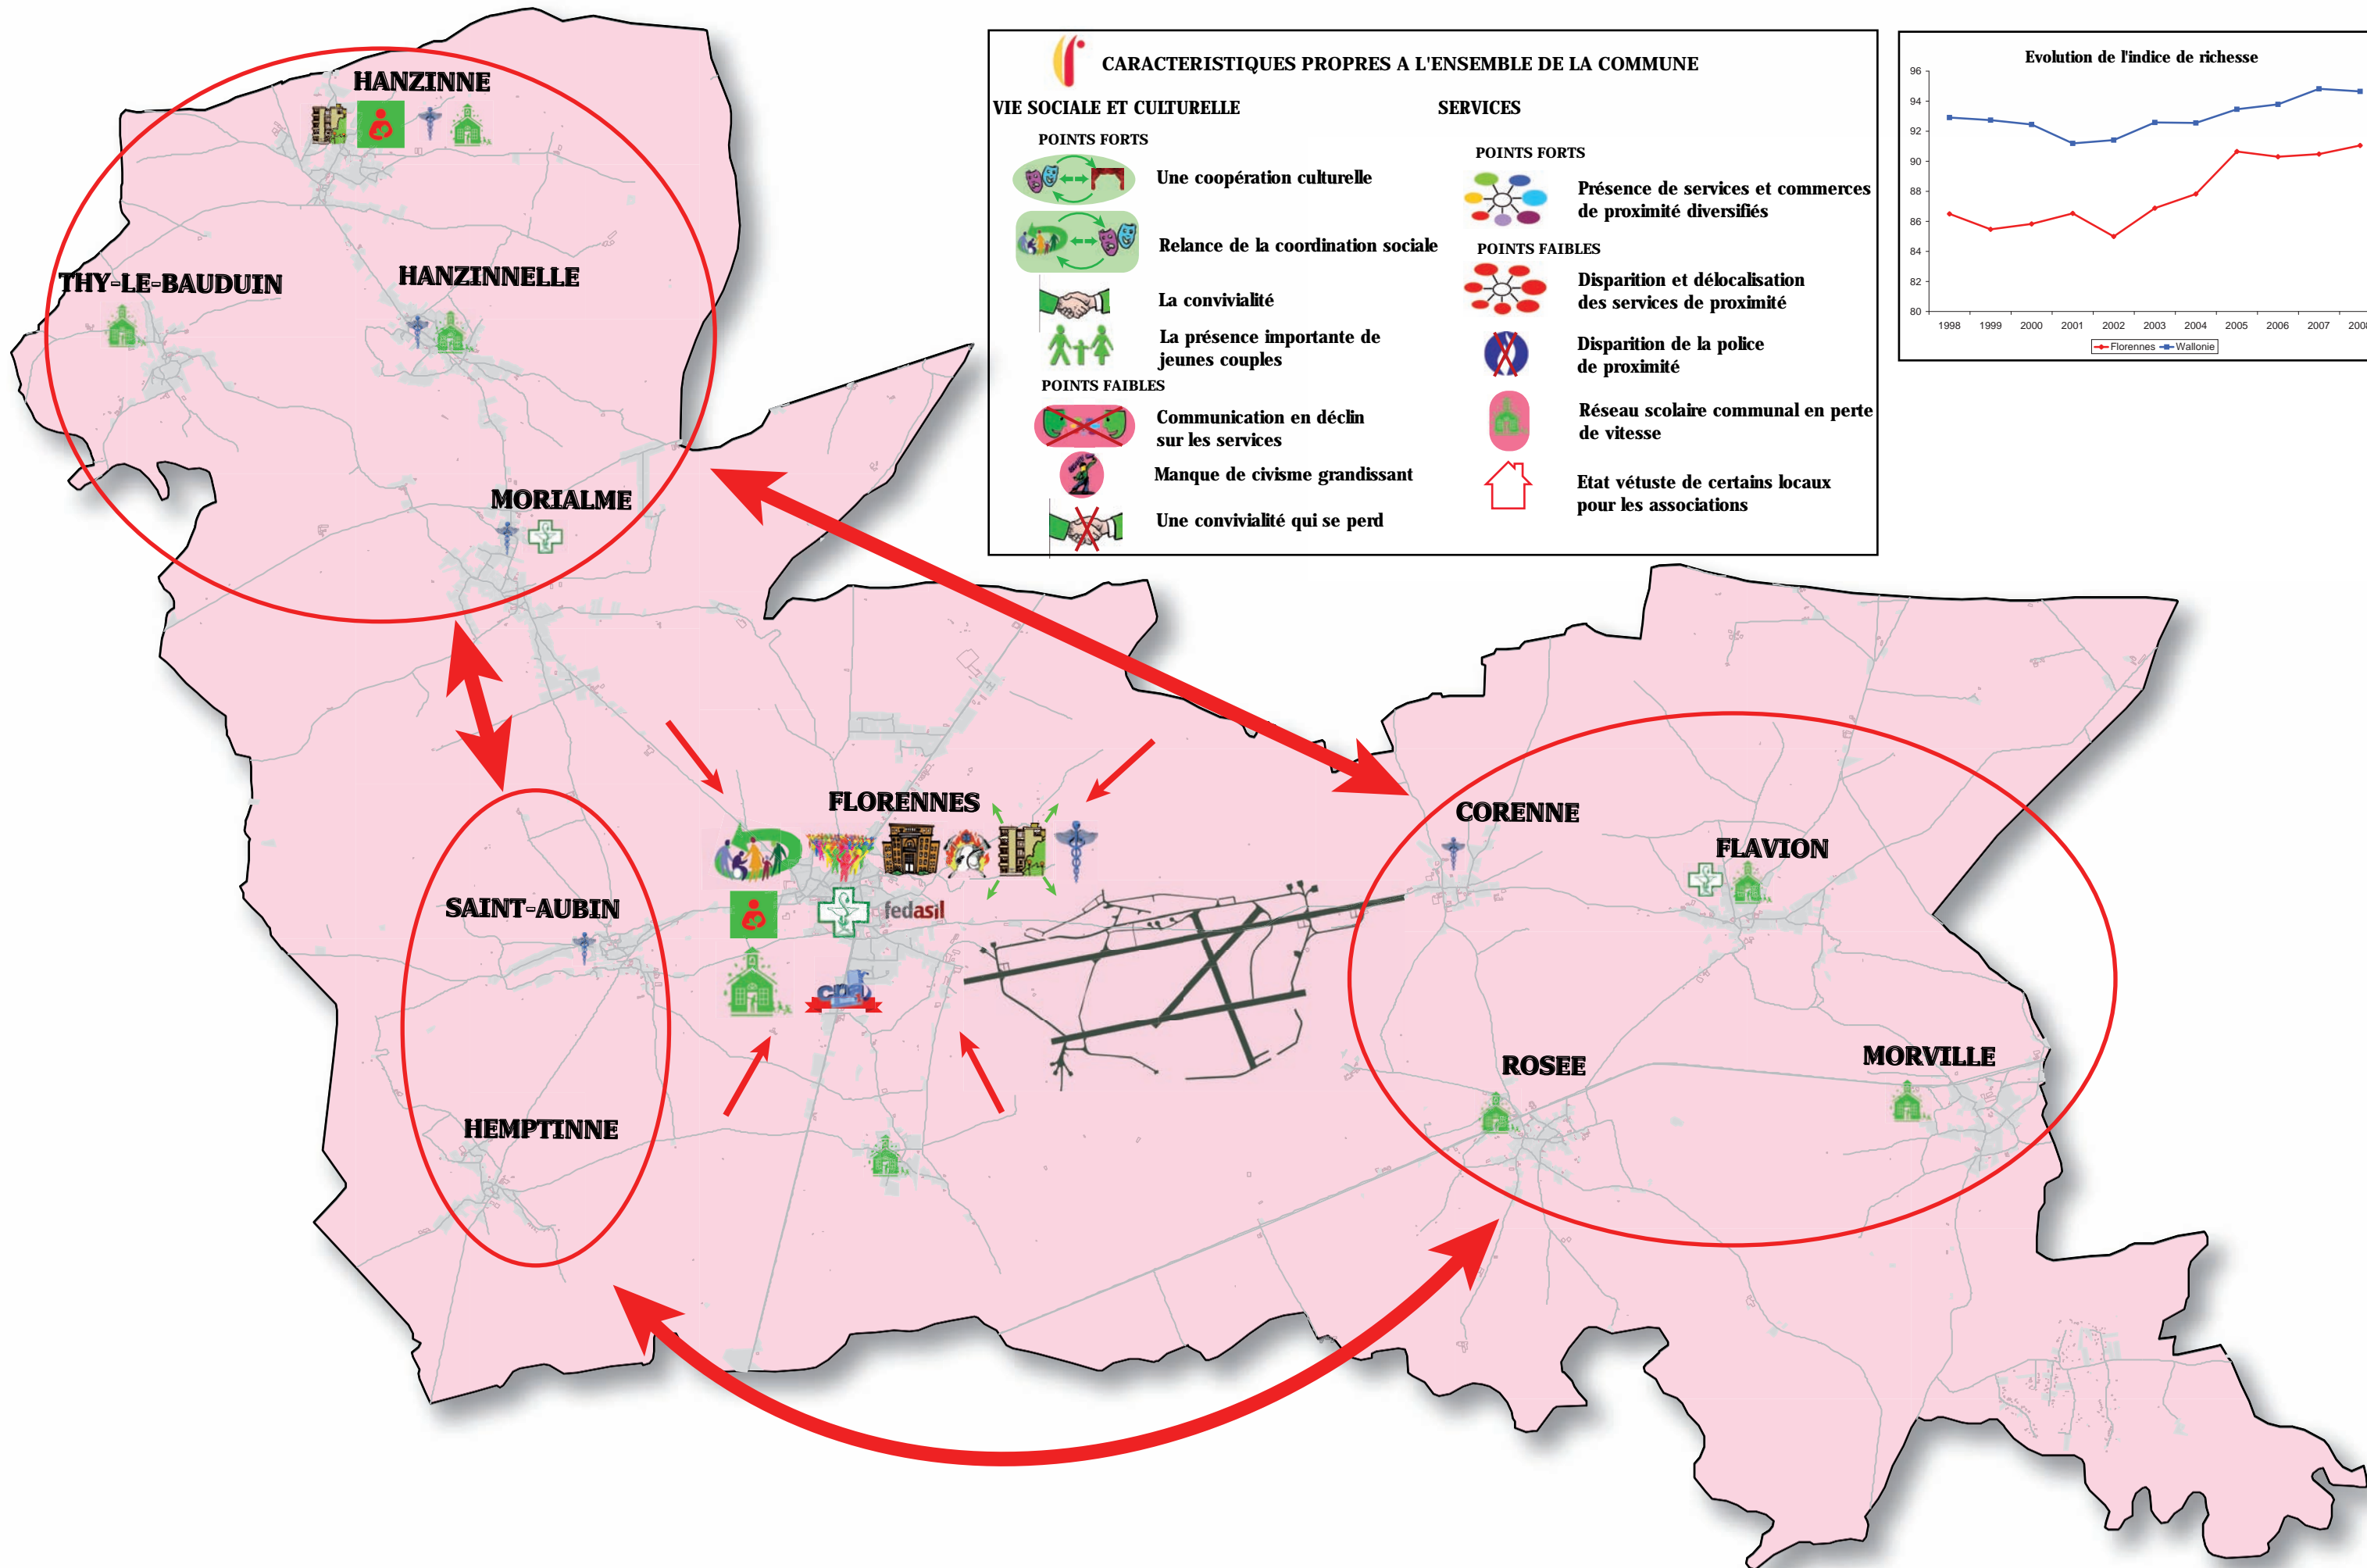 CARACTERISTIQUES PROPRES A L'ENSEMBLE DE LA COMMUNE
VIE SOCIALE ET CULTURELLE
POINTS FORTS
Une coopération culturelle
Relance de la coordination sociale
La convivialité
La présence importante de
jeunes couples
POINTS FAIBLES
Communication en déclin
sur les services
Manque de civisme grandissant
Une convivialité qui se perd
SERVICES
POINTS FORTS
Présence de services et commerces
de proximité diversifiés
POINTS FAIBLES
Disparition et délocalisation
des services de proximité
Disparition de la police
de proximité
Réseau scolaire communal en perte
de vitesse
Etat vétuste de certains locaux
pour les associations
Evolution de l'indice de richesse
96
94
92
90
88
86
84
82
80
1998 1999 2000 2001 2002 2003 2004 2005 2006 2007 2008
Florennes Wallonie
HANZINNE
THY-LE-BAUDUIN
HANZINNELLE
MORIALME
FLORENNES
fedasil
SAINT-AUBIN
HEMPTINNE
CORENNE
FLAVION
ROSEE
MORVILLE